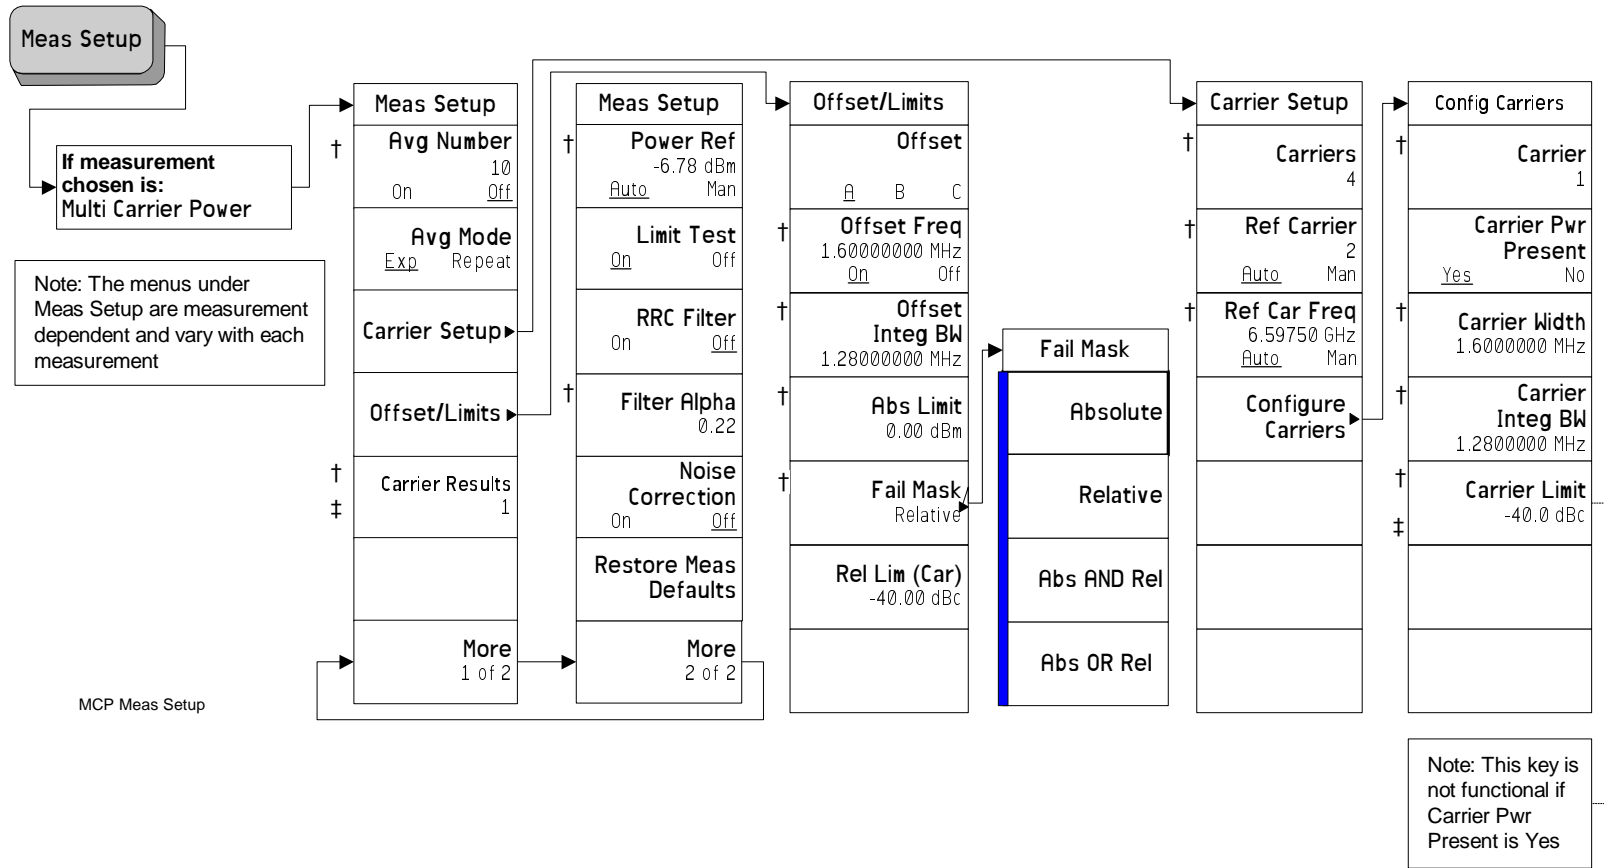 Meas Setup
If measurement
chosen is:
Multi Carrier Power
Note: The menus under
Meas Setup are measurement
dependent and vary with each
measurement
MCP Meas Setup
Meas Setup
†
Avg Number
10
On Off
Avg Mode
Exp Repeat
Carrier Setup
Offset/Limits
†
‡
Carrier Results
1
More
1 of 2
Meas Setup
†
Power Ref
-6.78 dBm
Auto Man
Limit Test
On Off
RRC Filter
On Off
†
Filter Alpha
0.22
Noise
Correction
On Off
Restore Meas
Defaults
More
2 of 2
Offset/Limits
Offset
A B C
†
Offset Freq
1.60000000 MHz
On Off
†
Offset
Integ BW
1.28000000 MHz
†
Abs Limit
0.00 dBm
†
Fail Mask
Relative
Rel Lim (Car)
-40.00 dBc
Fail Mask
Absolute
Relative
Abs AND Rel
Abs OR Rel
Carrier Setup
†
Carriers
4
†
Ref Carrier
2
Auto Man
†
Ref Car Freq
6.59750 GHz
Auto Man
Configure
Carriers
Config Carriers
†
Carrier
1
Carrier Pwr
Present
Yes No
†
Carrier Width
1.6000000 MHz
†
Carrier
Integ BW
1.2800000 MHz
†
‡
Carrier Limit
-40.0 dBc
Note: This key is
not functional if
Carrier Pwr
Present is Yes